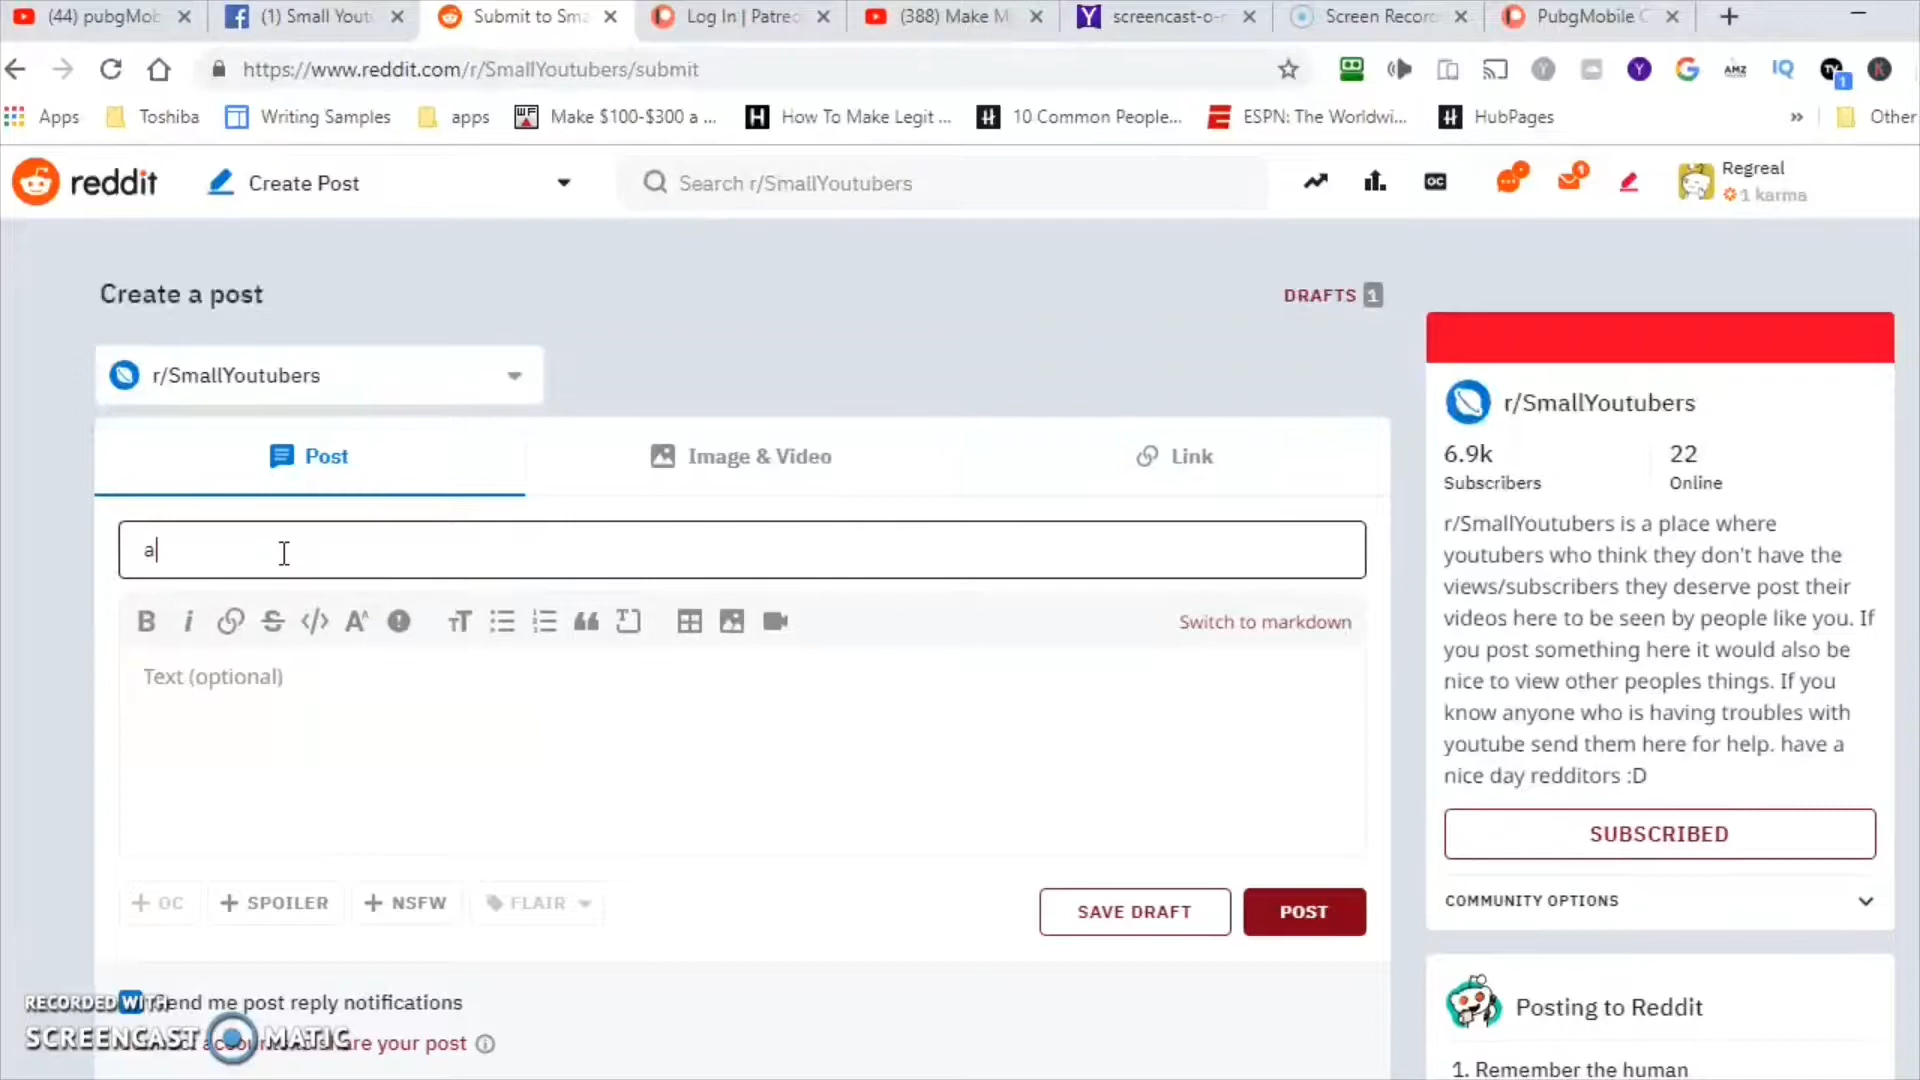 (44) pubgMob
(1) Small Yout
Submit to Sma
Log In | Patreo
(388) Make M
screencast-o-r
Screen Recor
PubgMobile C
https://www.reddit.com/r/SmallYoutubers/submit
Apps
Toshiba
Writing Samples
apps
Make $100-$300 a ...
How To Make Legit ...
10 Common People...
ESPN: The Worldwi...
HubPages
»
Other
reddit
Create Post
Search r/SmallYoutubers
Regreal
1 karma
Create a post
DRAFTS 1
r/SmallYoutubers
Post
Image & Video
Link
a
Switch to markdown
Text (optional)
+ OC
+ SPOILER
+ NSFW
FLAIR
SAVE DRAFT
POST
Send me post reply notifications
RECORDED WITH
SCREENCAST MATIC
share your post
r/SmallYoutubers
6.9k
Subscribers
22
Online
r/SmallYoutubers is a place where
youtubers who think they don't have the
views/subscribers they deserve post their
videos here to be seen by people like you. If
you post something here it would also be
nice to view other peoples things. If you
know anyone who is having troubles with
youtube send them here for help. have a
nice day redditors :D
SUBSCRIBED
COMMUNITY OPTIONS
Posting to Reddit
1. Remember the human